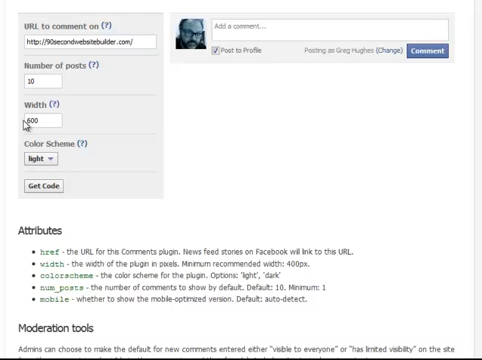 URL to comment on (?)
http://90secondwebsitebuilder.com/
Number of posts (?)
10
Width (?)
600
Color Scheme (?)
light
Get Code
Add a comment...
Post to Profile
Posting as Greg Hughes (Change)
Comment
Attributes
href - the URL for this Comments plugin. News feed stories on Facebook will link to this URL.
width - the width of the plugin in pixels. Minimum recommended width: 400px.
colorscheme - the color scheme for the plugin. Options: 'light', 'dark'
num_posts - the number of comments to show by default. Default: 10. Minimum: 1
mobile - whether to show the mobile-optimized version. Default: auto-detect.
Moderation tools
Admins can choose to make the default for new comments entered either "visible to everyone" or "has limited visibility" on the site